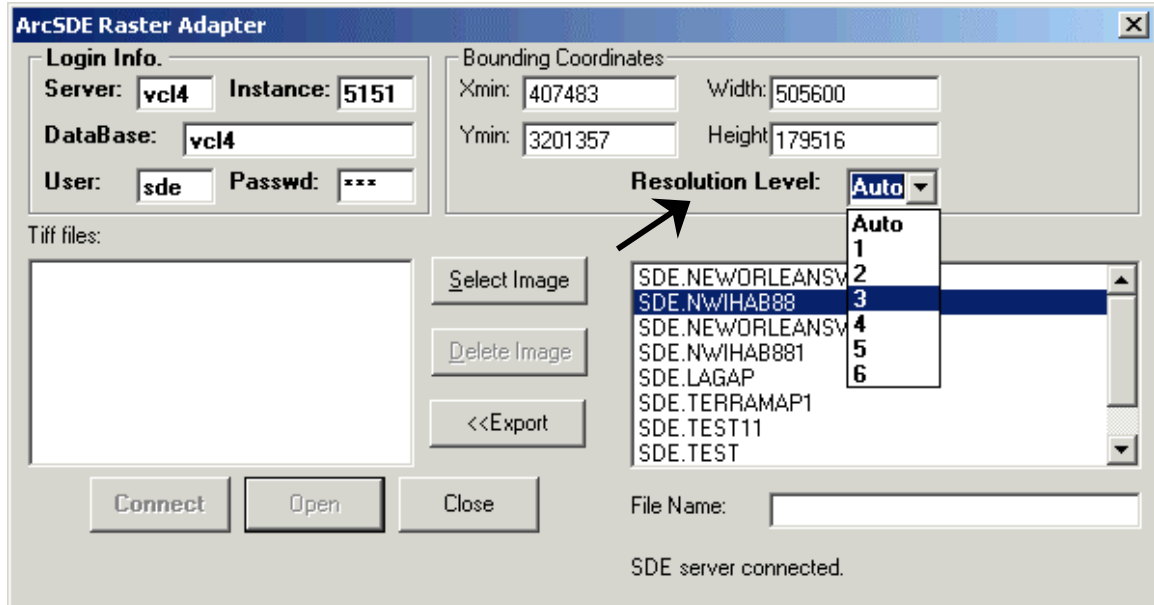 ArcSDE Raster Adapter
Login Info.
Server: vcl4 Instance: 5151
DataBase: vcl4
User: sde Passwd: ***
Bounding Coordinates
Xmin: 407483 Width: 505600
Ymin: 3201357 Height 179516
Resolution Level: Auto
Auto
1
2
3
4
5
6
Tiff files:
Select Image
Delete Image
<<Export
SDE.NEWORLEANSV
SDE.NWIHAB88
SDE.NEWORLEANSV
SDE.NWIHAB881
SDE.LAGAP
SDE.TERRAMAP1
SDE.TEST11
SDE.TEST
Connect
Open
Close
File Name:
SDE server connected.